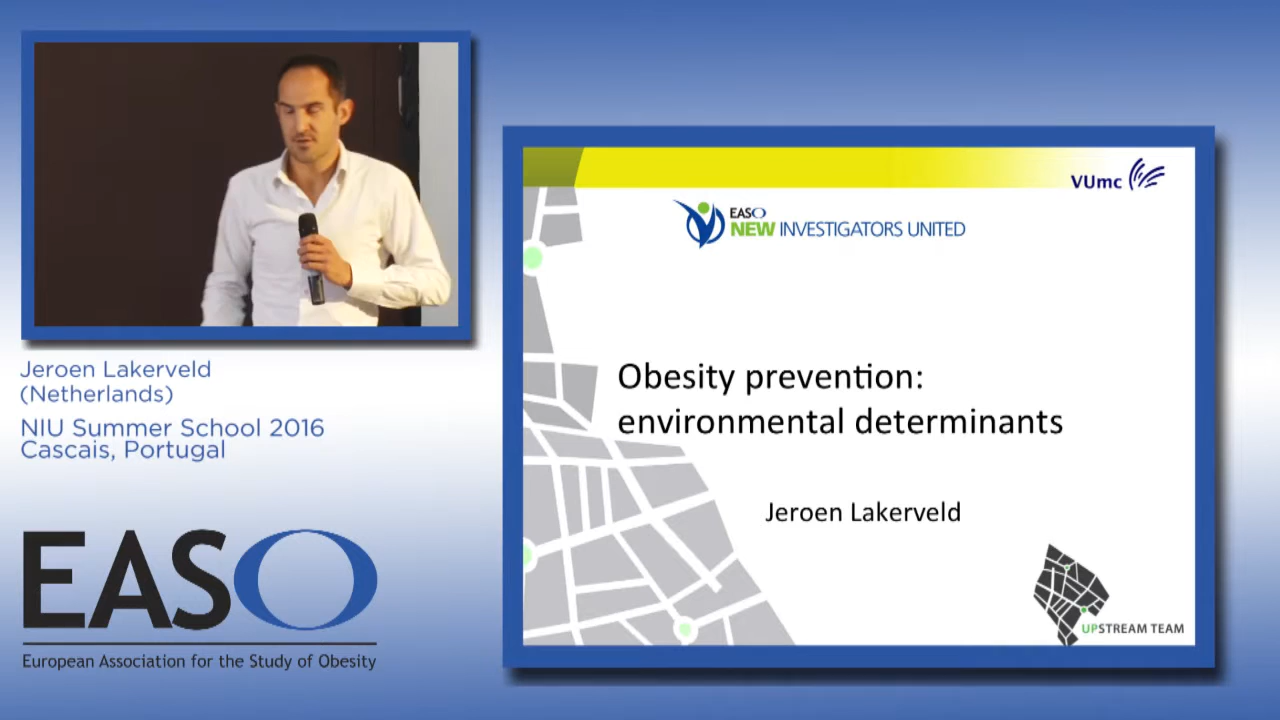 Jeroen Lakerveld
(Netherlands)
NIU Summer School 2016
Cascais, Portugal
EASO
European Association for the Study of Obesity
VUmc
EASO
NEW INVESTIGATORS UNITED
Obesity prevention:
environmental determinants
Jeroen Lakerveld
UPSTREAM TEAM